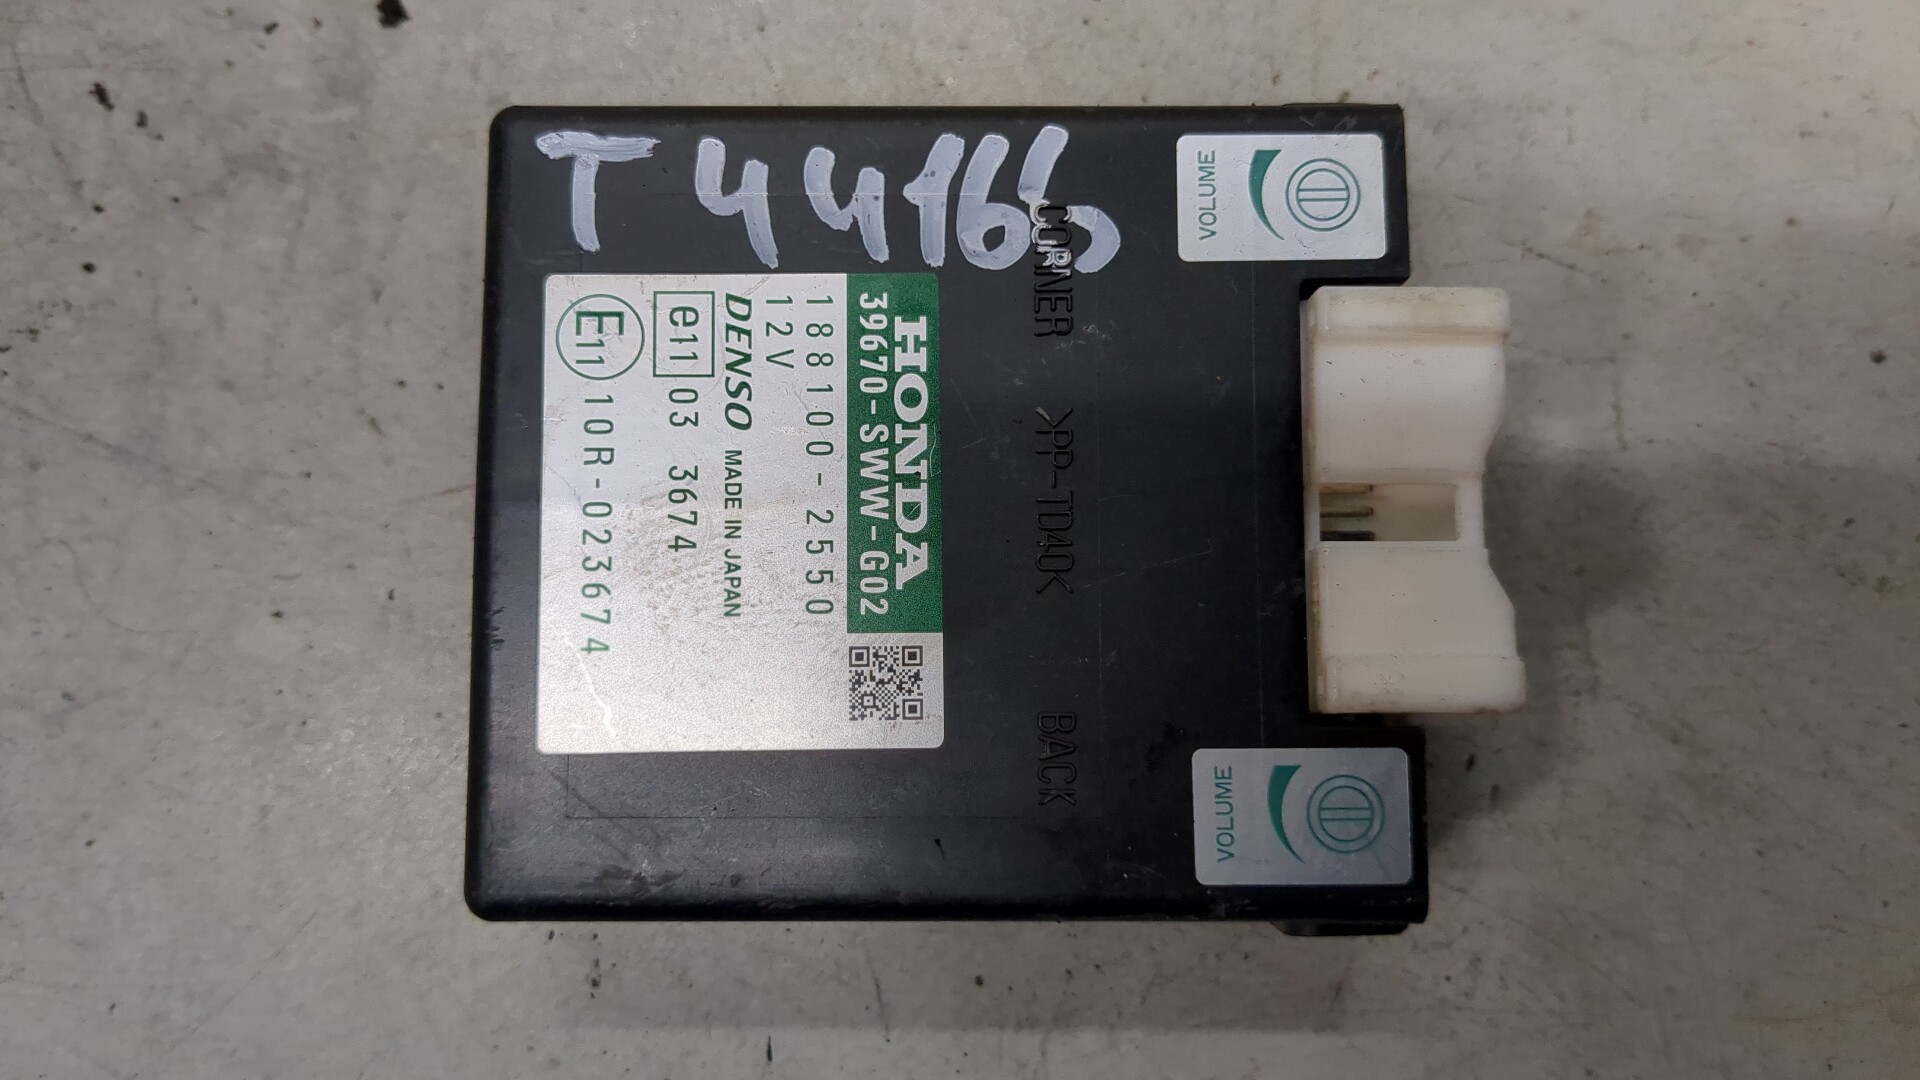 T 44166
HONDA
39670-SWW-G02
188100-2550
12V
DENSO MADE IN JAPAN
e11 03 3674
E11 10R-023674
CORNER >PP-TD40< BACK
VOLUME
VOLUME